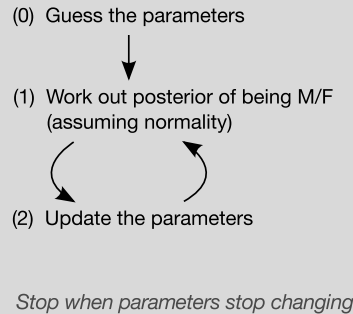 (0) Guess the parameters
(1) Work out posterior of being M/F
(assuming normality)
(2) Update the parameters
Stop when parameters stop changing